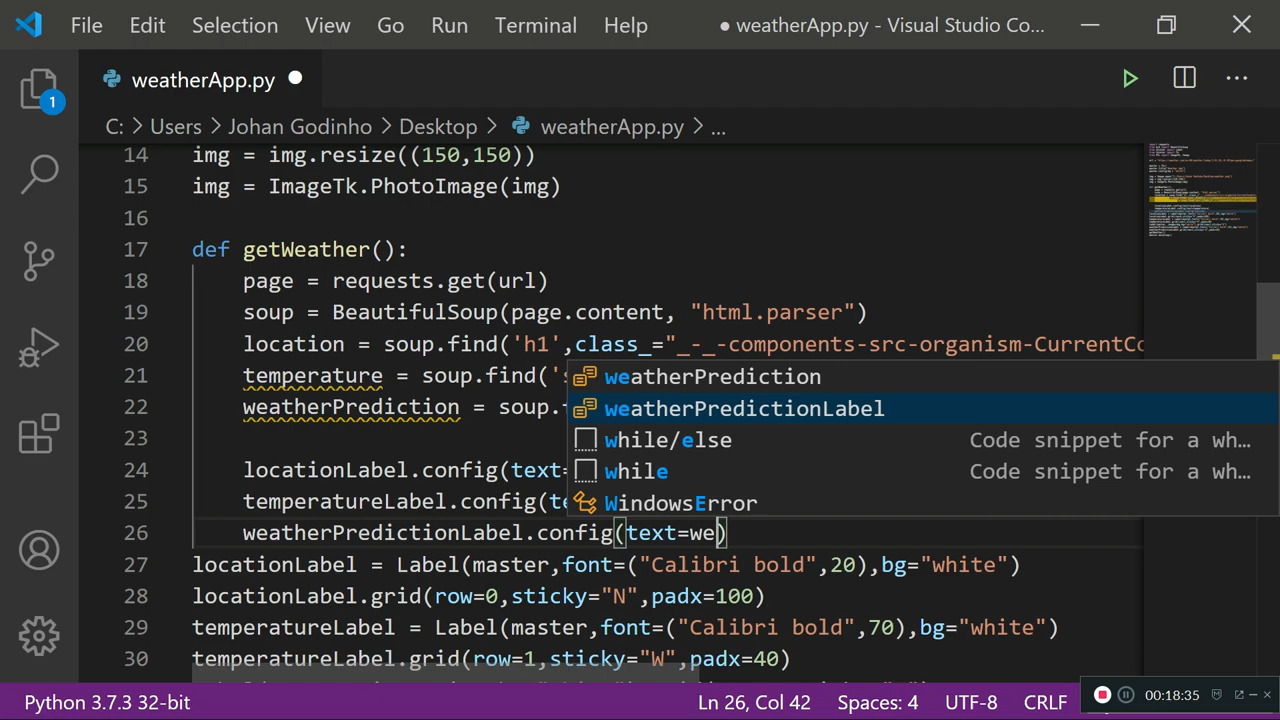 File Edit Selection View Go Run Terminal Help ● weatherApp.py - Visual Studio Co...
weatherApp.py
1
C: > Users > Johan Godinho > Desktop > weatherApp.py > ...
14 img = img.resize((150,150))
15 img = ImageTk.PhotoImage(img)
16
17 def getWeather():
18 page = requests.get(url)
19 soup = BeautifulSoup(page.content, "html.parser")
20 location = soup.find('h1',class_="_-_-components-src-organism-CurrentCo
21 temperature = soup.find('s
weatherPrediction
22 weatherPrediction = soup.
weatherPredictionLabel
23
while/else Code snippet for a wh...
24 locationLabel.config(text=
while Code snippet for a wh...
25 temperatureLabel.config(te
WindowsError
26 weatherPredictionLabel.config(text=we)
27 locationLabel = Label(master,font=("Calibri bold",20),bg="white")
28 locationLabel.grid(row=0,sticky="N",padx=100)
29 temperatureLabel = Label(master,font=("Calibri bold",70),bg="white")
30 temperatureLabel.grid(row=1,sticky="W",padx=40)
Python 3.7.3 32-bit Ln 26, Col 42 Spaces: 4 UTF-8 CRLF 00:18:35